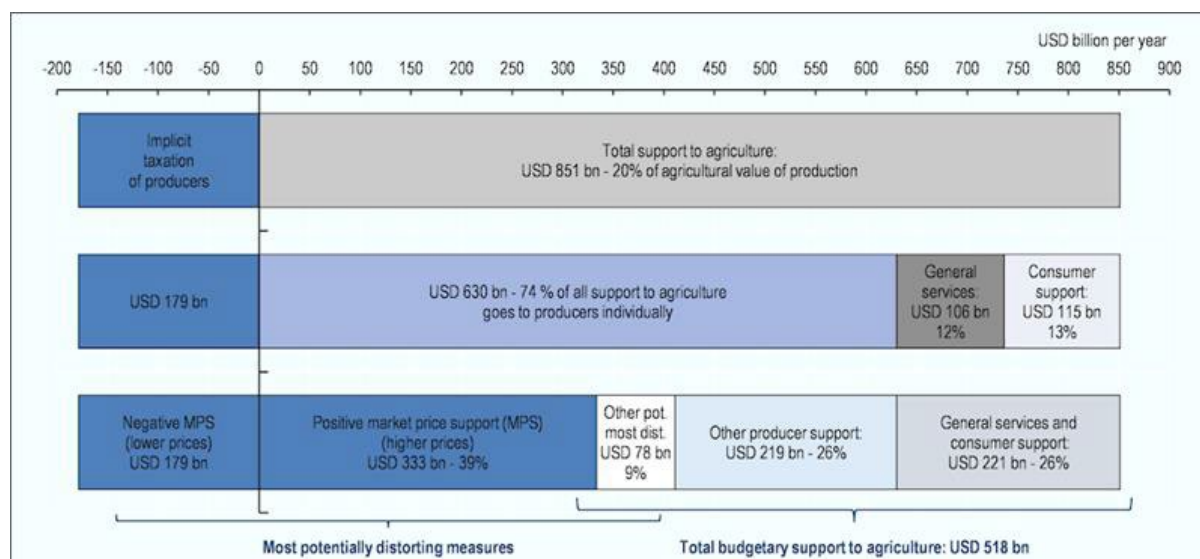 USD billion per year
-200 -150 -100 -50 0 50 100 150 200 250 300 350 400 450 500 550 600 650 700 750 800 850 900
Implicit
taxation
of producers
Total support to agriculture:
USD 851 bn - 20% of agricultural value of production
USD 179 bn
USD 630 bn - 74 % of all support to agriculture
goes to producers individually
General
services:
USD 106 bn
12%
Consumer
support:
USD 115 bn
13%
Negative MPS
(lower prices)
USD 179 bn
Positive market price support (MPS)
(higher prices)
USD 333 bn - 39%
Other pot.
most dist.
USD 78 bn
9%
Other producer support:
USD 219 bn - 26%
General services and
consumer support:
USD 221 bn - 26%
Most potentially distorting measures
Total budgetary support to agriculture: USD 518 bn